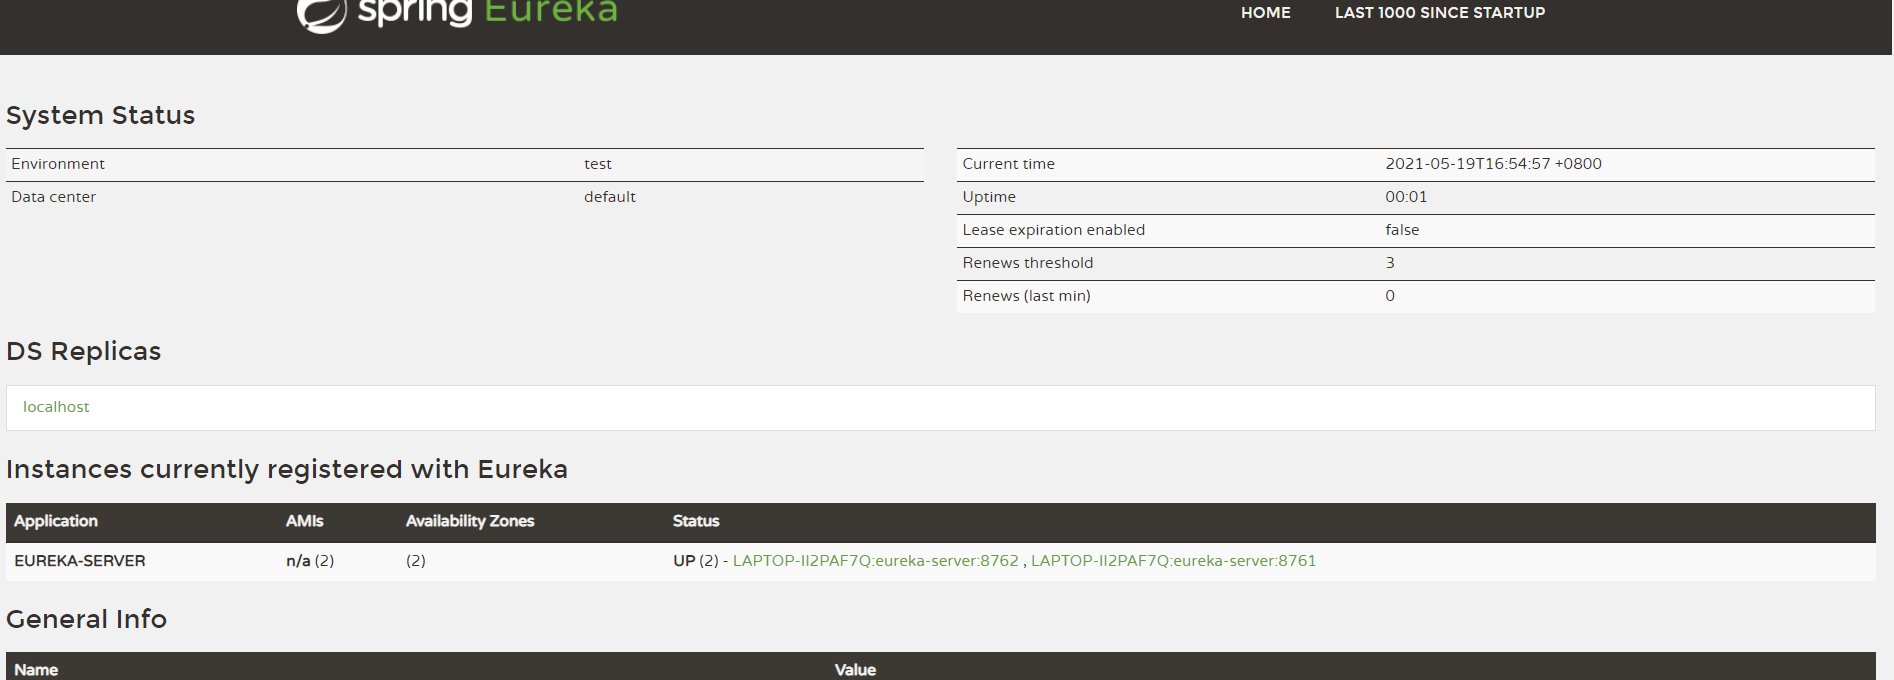 spring Eureka
HOME LAST 1000 SINCE STARTUP
System Status
Environment test
Data center default
Current time 2021-05-19T16:54:57 +0800
Uptime 00:01
Lease expiration enabled false
Renews threshold 3
Renews (last min) 0
DS Replicas
localhost
Instances currently registered with Eureka
Application AMIs Availability Zones Status
EUREKA-SERVER n/a (2) (2) UP (2) - LAPTOP-II2PAF7Q:eureka-server:8762 , LAPTOP-II2PAF7Q:eureka-server:8761
General Info
Name Value